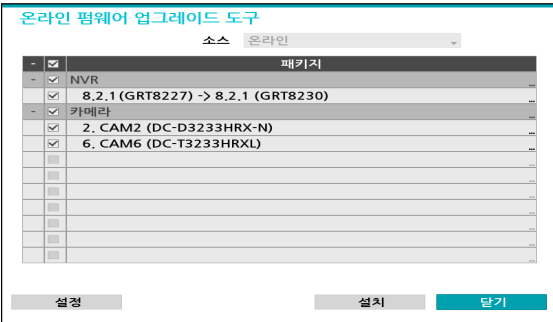 온라인 펌웨어 업그레이드 도구
소스 온라인
- 패키지
- NVR
8.2.1 (GRT8227) -> 8.2.1 (GRT8230)
- 카메라
2. CAM2 (DC-D3233HRX-N)
6. CAM6 (DC-T3233HRXL)
설정 설치 닫기